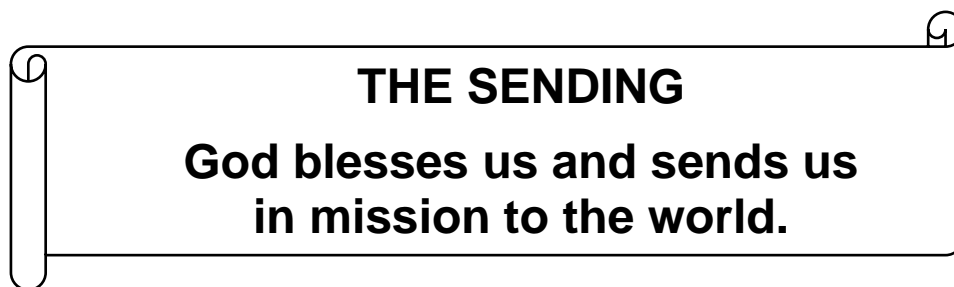 THE SENDING
God blesses us and sends us
in mission to the world.